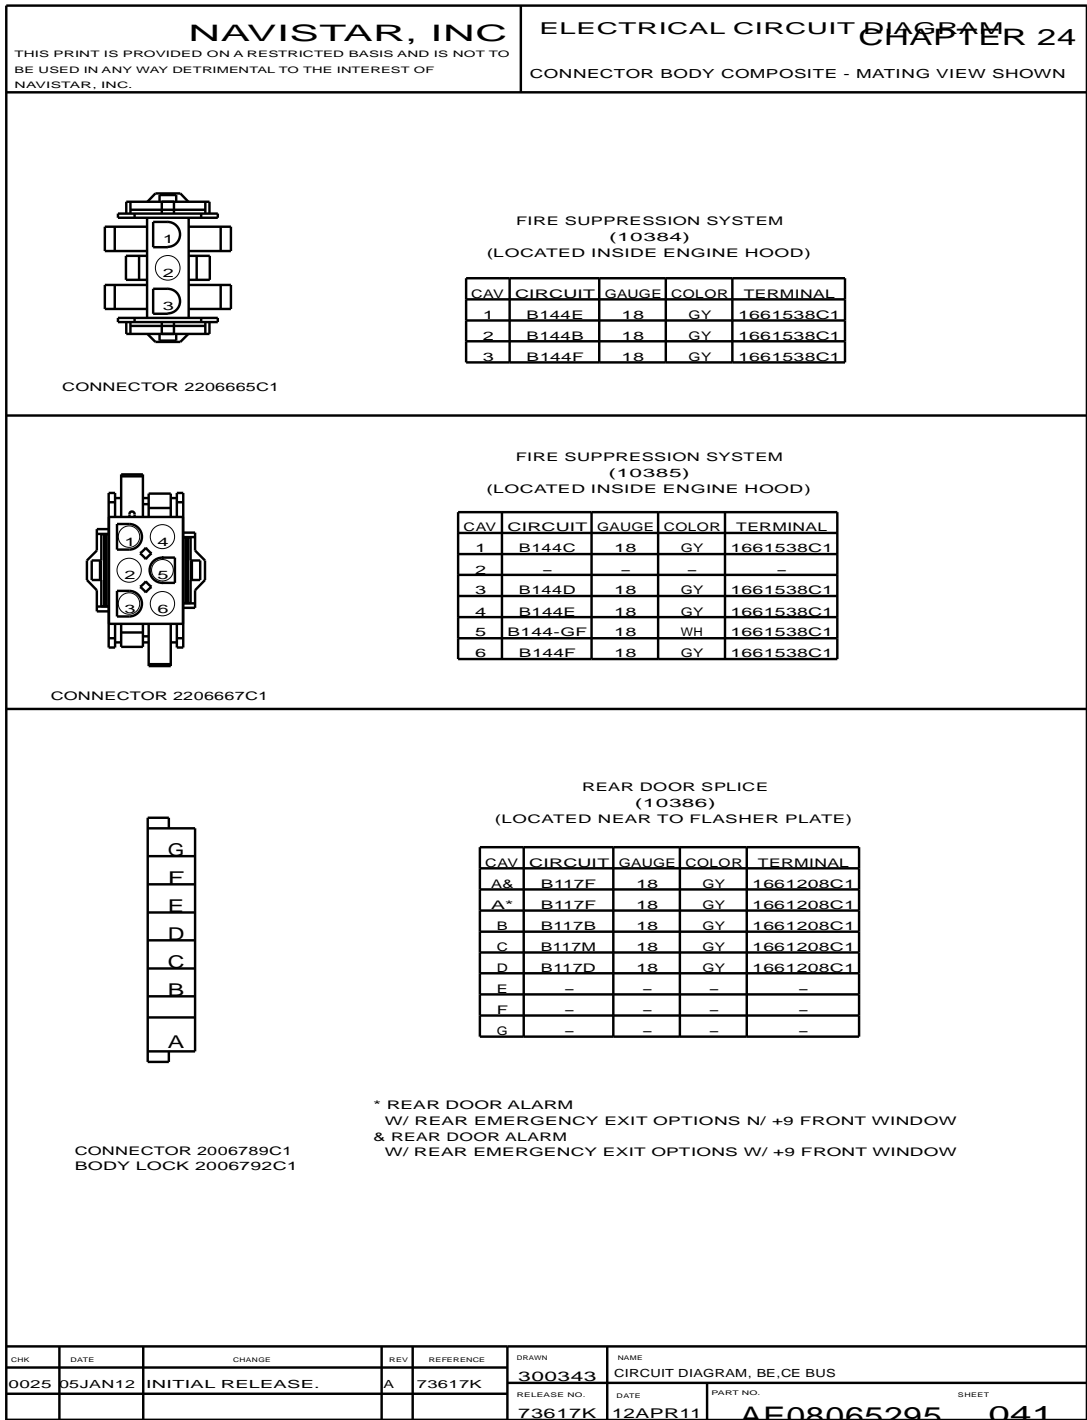 NAVISTAR, INC
THIS PRINT IS PROVIDED ON A RESTRICTED BASIS AND IS NOT TO
BE USED IN ANY WAY DETRIMENTAL TO THE INTEREST OF
NAVISTAR, INC.
ELECTRICAL CIRCUIT DIAGRAM
CHAPTER 24
CONNECTOR BODY COMPOSITE - MATING VIEW SHOWN
1
2
3
CONNECTOR 2206665C1
FIRE SUPPRESSION SYSTEM
(10384)
(LOCATED INSIDE ENGINE HOOD)
CAV CIRCUIT GAUGE COLOR TERMINAL
1 B144E 18 GY 1661538C1
2 B144B 18 GY 1661538C1
3 B144F 18 GY 1661538C1
1 4
2 5
3 6
CONNECTOR 2206667C1
FIRE SUPPRESSION SYSTEM
(10385)
(LOCATED INSIDE ENGINE HOOD)
CAV CIRCUIT GAUGE COLOR TERMINAL
1 B144C 18 GY 1661538C1
2 – – – –
3 B144D 18 GY 1661538C1
4 B144E 18 GY 1661538C1
5 B144-GF 18 WH 1661538C1
6 B144F 18 GY 1661538C1
G
F
E
D
C
B
A
CONNECTOR 2006789C1
BODY LOCK 2006792C1
REAR DOOR SPLICE
(10386)
(LOCATED NEAR TO FLASHER PLATE)
CAV CIRCUIT GAUGE COLOR TERMINAL
A& B117F 18 GY 1661208C1
A* B117F 18 GY 1661208C1
B B117B 18 GY 1661208C1
C B117M 18 GY 1661208C1
D B117D 18 GY 1661208C1
E – – – –
F – – – –
G – – – –
* REAR DOOR ALARM
W/ REAR EMERGENCY EXIT OPTIONS N/ +9 FRONT WINDOW
& REAR DOOR ALARM
W/ REAR EMERGENCY EXIT OPTIONS W/ +9 FRONT WINDOW
CHK DATE CHANGE REV REFERENCE
0025 05JAN12 INITIAL RELEASE. A 73617K
DRAWN
300343
NAME
CIRCUIT DIAGRAM, BE,CE BUS
RELEASE NO.
73617K
DATE
12APR11
PART NO.
AE08065295
SHEET
041